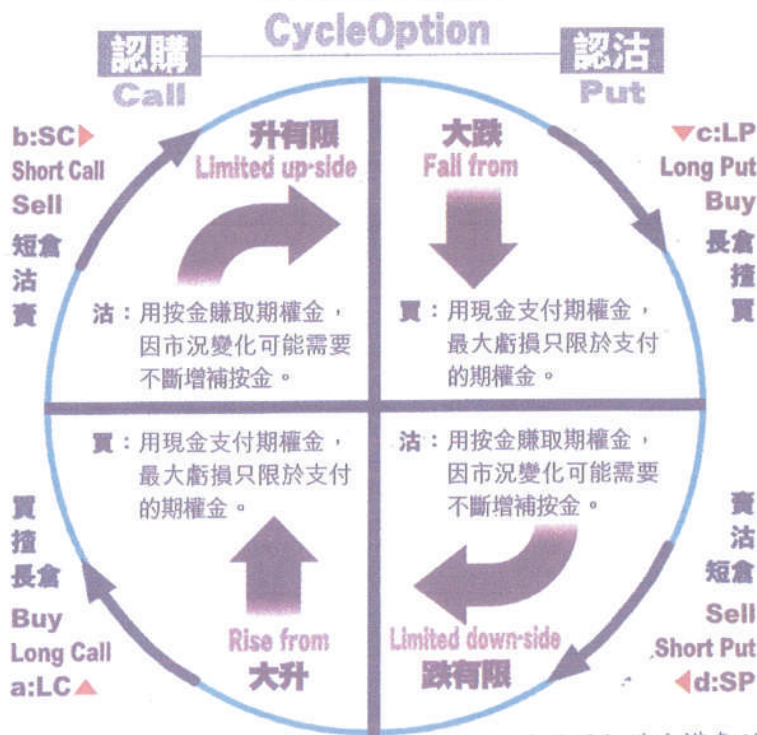 CycleOption
認購
Call
認沽
Put
b:SC
Short Call
Sell
短倉
沽
賣
升有限
Limited up-side
沽：用按金賺取期權金，
因市況變化可能需要
不斷增補按金。
大跌
Fall from
買：用現金支付期權金，
最大虧損只限於支付
的期權金。
c:LP
Long Put
Buy
長倉
揸
買
買：用現金支付期權金，
最大虧損只限於支付
的期權金。
Rise from
大升
買
揸
長倉
Buy
Long Call
a:LC
沽：用按金賺取期權金，
因市況變化可能需要
不斷增補按金。
Limited down-side
跌有限
賣
沽
短倉
Sell
Short Put
d:SP